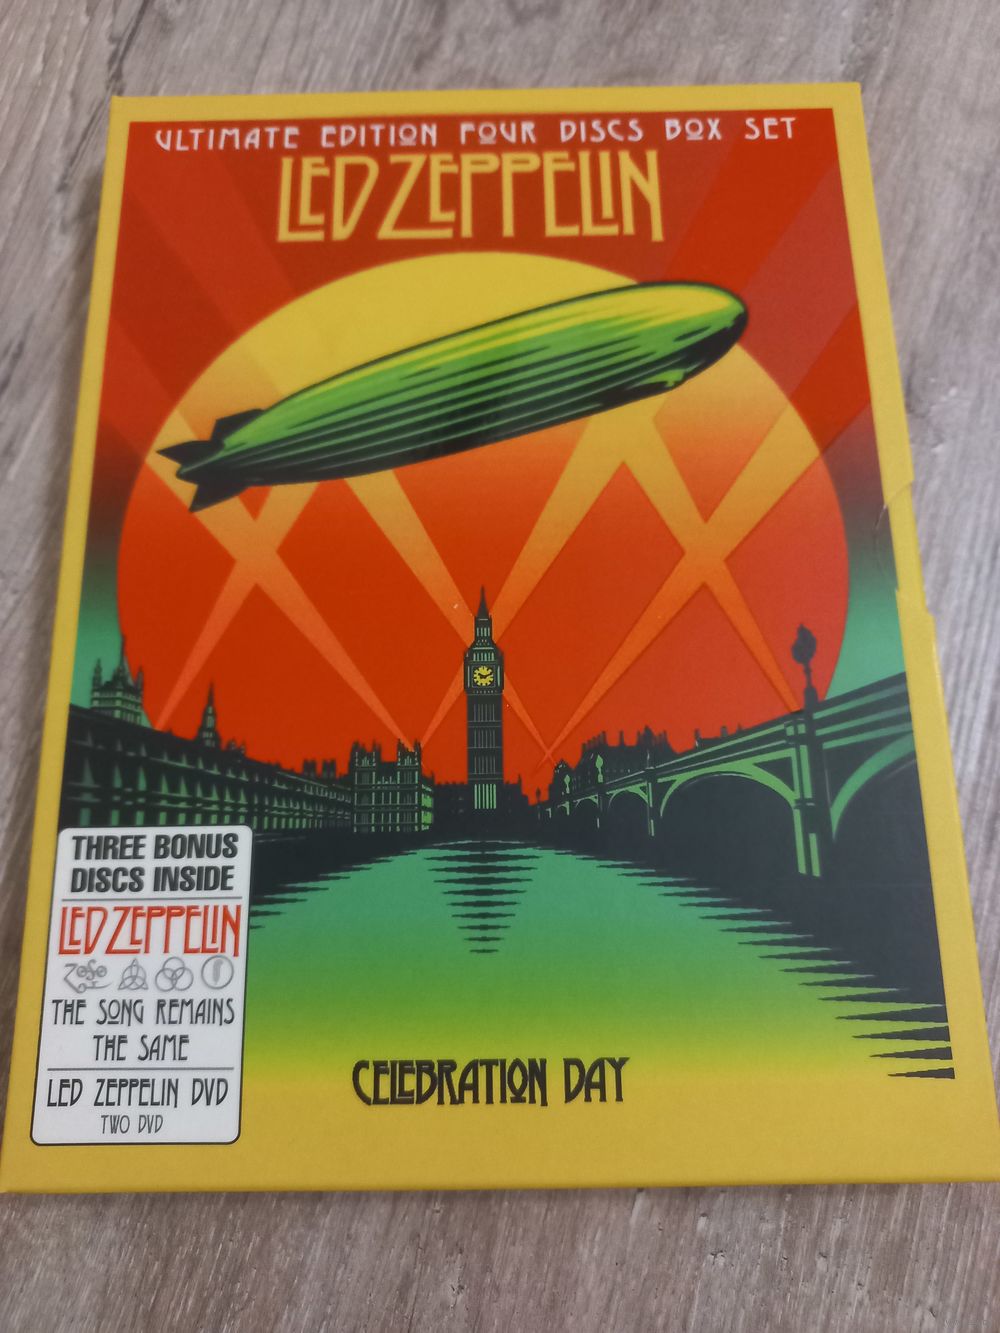 ULTIMATE EDITION FOUR DISCS BOX SET
LED ZEPPELIN
THREE BONUS
DISCS INSIDE
LED ZEPPELIN
ZOSO
THE SONG REMAINS
THE SAME
LED ZEPPELIN DVD
TWO DVD
CELEBRATION DAY